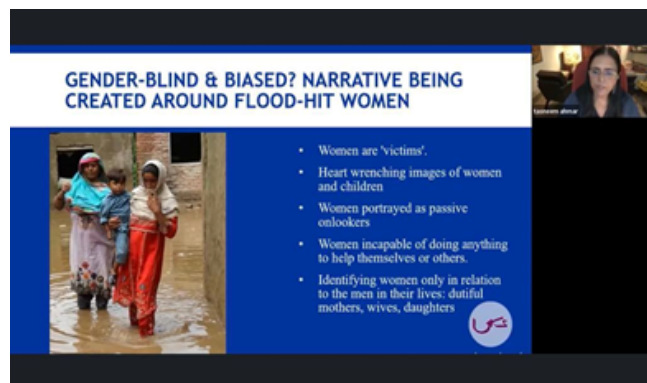 GENDER-BLIND & BIASED? NARRATIVE BEING
CREATED AROUND FLOOD-HIT WOMEN
tasneem ahmar
• Women are 'victims'.
• Heart wrenching images of women
and children
• Women portrayed as passive
onlookers
• Women incapable of doing anything
to help themselves or others.
• Identifying women only in relation
to the men in their lives: dutiful
mothers, wives, daughters